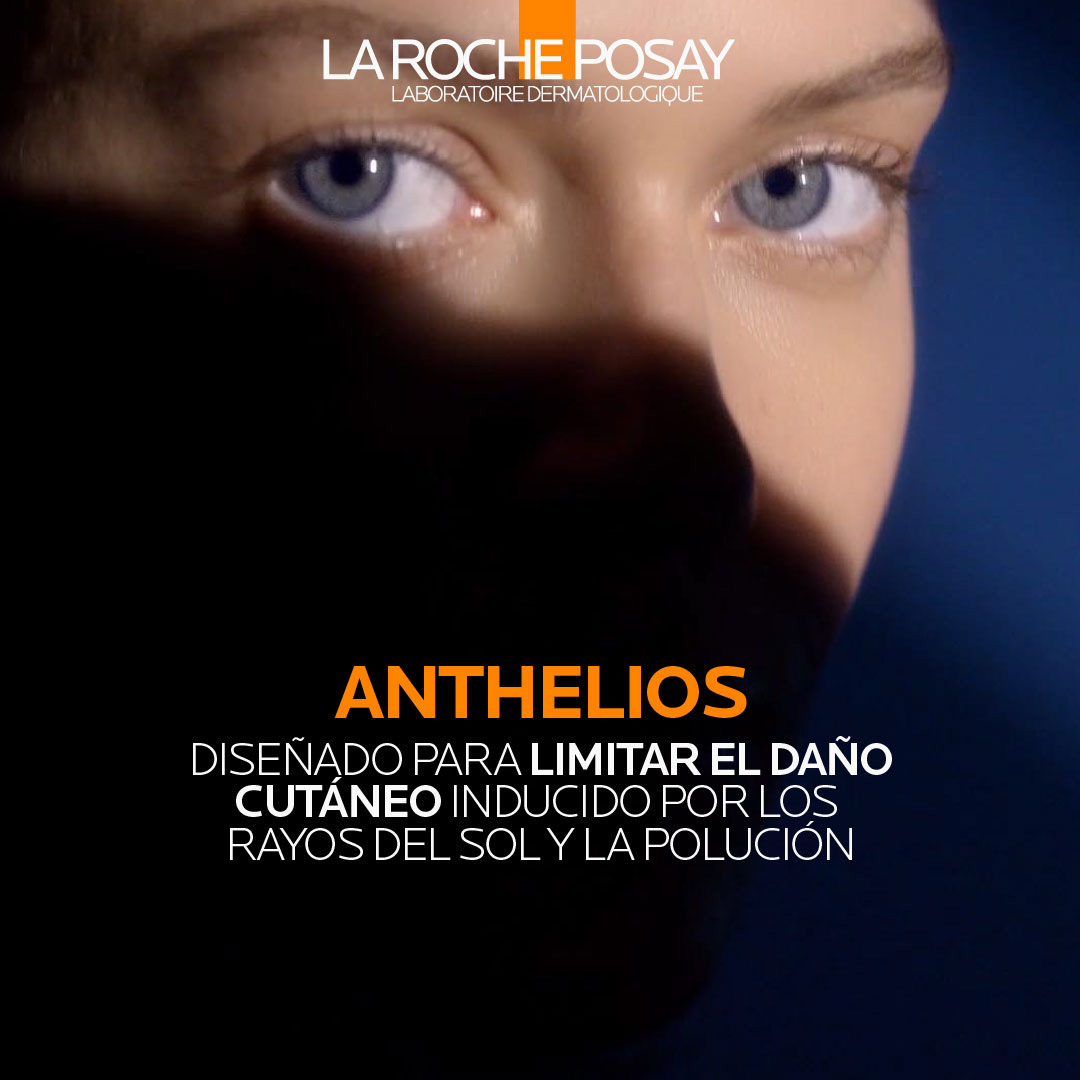 LA ROCHE POSAY
LABORATOIRE DERMATOLOGIQUE
ANTHELIOS
DISEÑADO PARA LIMITAR EL DAÑO
CUTÁNEO INDUCIDO POR LOS
RAYOS DEL SOL Y LA POLUCIÓN